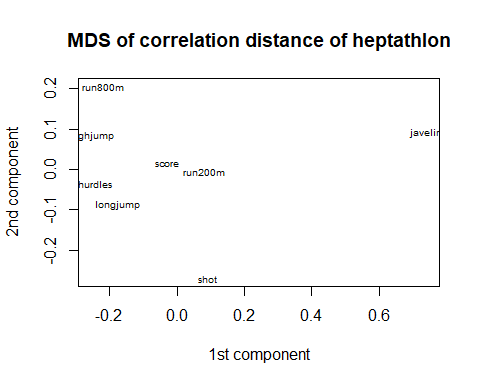 MDS of correlation distance of heptathlon
2nd component
0.2
0.1
0.0
-0.1
-0.2
run800m
ghjump
javelin
score
run200m
hurdles
longjump
shot
-0.2
0.0
0.2
0.4
0.6
1st component